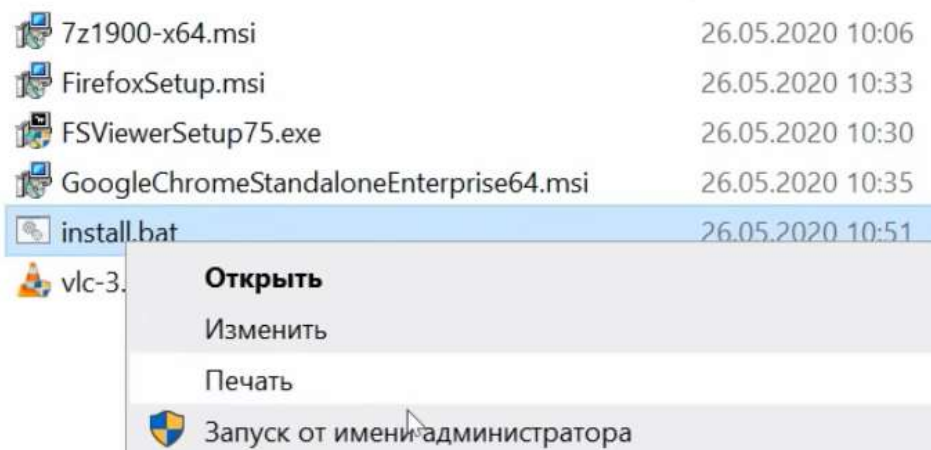 7z1900-x64.msi 26.05.2020 10:06
FirefoxSetup.msi 26.05.2020 10:33
FSViewerSetup75.exe 26.05.2020 10:30
GoogleChromeStandaloneEnterprise64.msi 26.05.2020 10:35
install.bat 26.05.2020 10:51
vlc-3.
Открыть
Изменить
Печать
Запуск от имени администратора